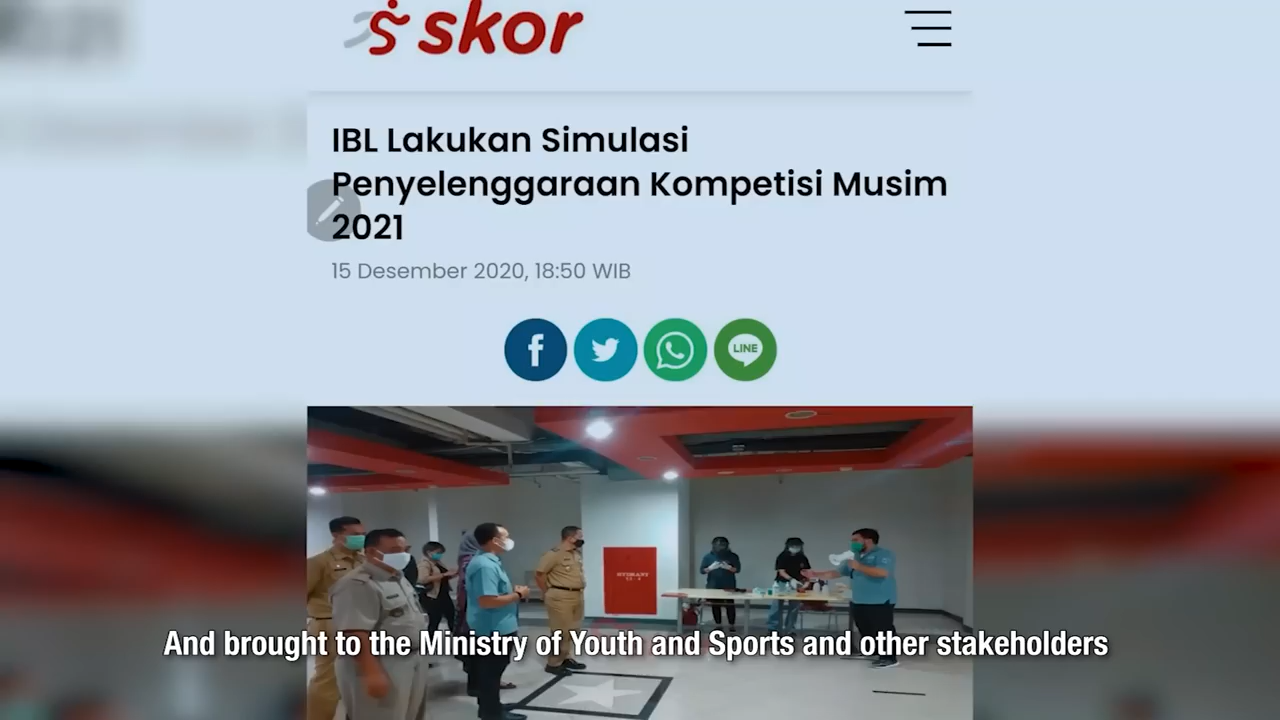 skor
IBL Lakukan Simulasi
Penyelenggaraan Kompetisi Musim
2021
15 Desember 2020, 18:50 WIB
LINE
And brought to the Ministry of Youth and Sports and other stakeholders